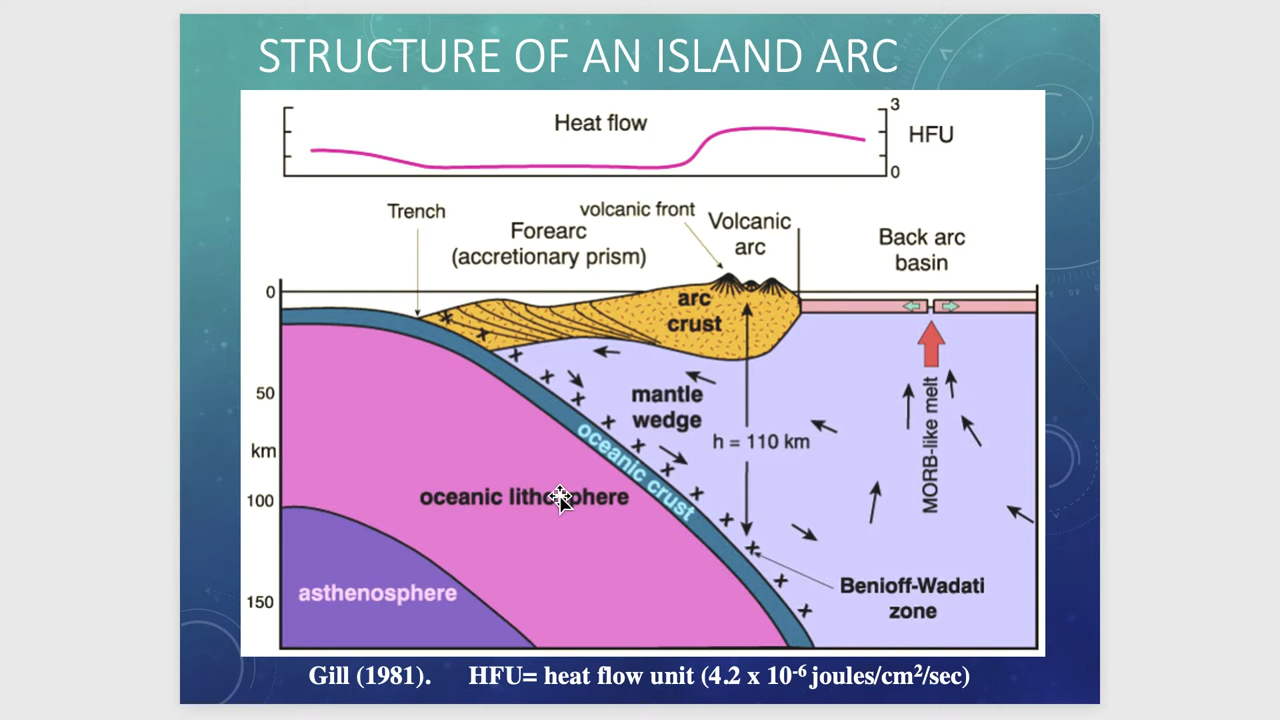 STRUCTURE OF AN ISLAND ARC
Heat flow
3
HFU
0
Trench
volcanic front
Volcanic
arc
Forearc
(accretionary prism)
Back arc
basin
0
arc
crust
50
mantle
wedge
km
h = 110 km
oceanic crust
MORB-like melt
100
oceanic lithosphere
asthenosphere
150
Benioff-Wadati
zone
Gill (1981). HFU= heat flow unit (4.2 x 10⁻⁶ joules/cm²/sec)